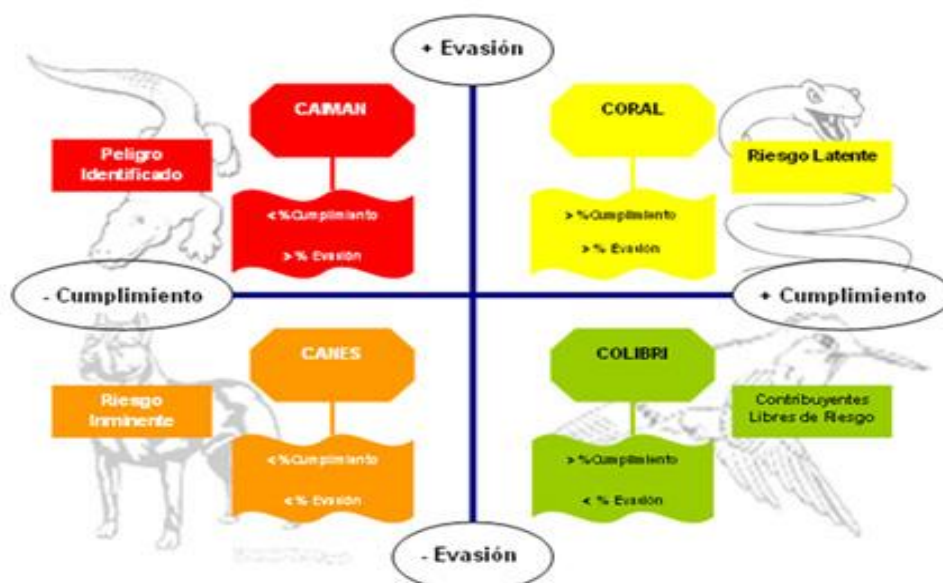 + Evasión
CAIMAN
CORAL
Peligro
Identificado
Riesgo Latente
< %Cumplimiento
> % Evasión
> %Cumplimiento
> % Evasión
- Cumplimiento
+ Cumplimiento
CANES
COLIBRI
Riesgo
Inminente
Contribuyentes
Libres de Riesgo
< %Cumplimiento
< % Evasión
> %Cumplimiento
< % Evasión
- Evasión